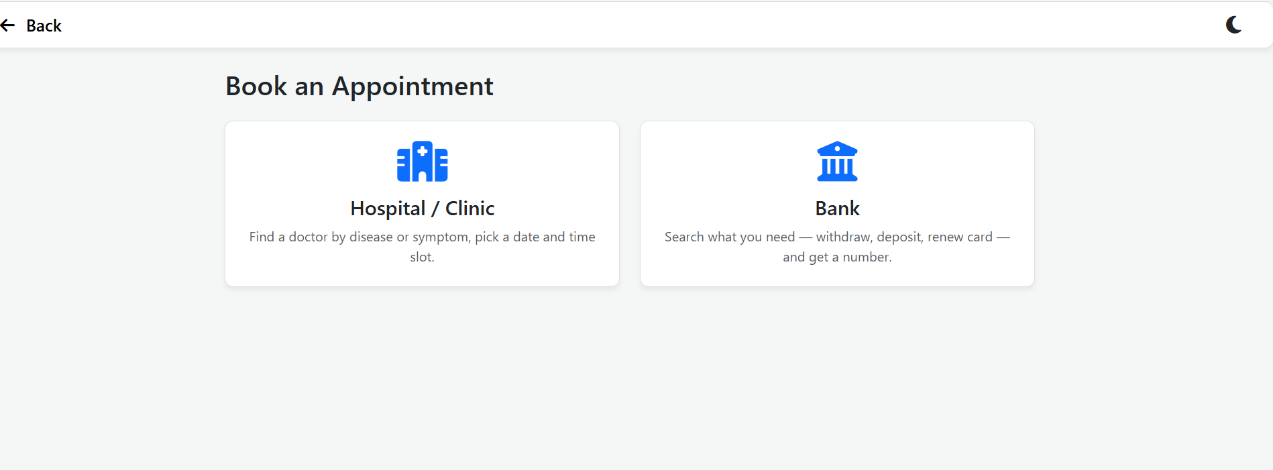 Back
Book an Appointment
Hospital / Clinic
Find a doctor by disease or symptom, pick a date and time
slot.
Bank
Search what you need — withdraw, deposit, renew card —
and get a number.